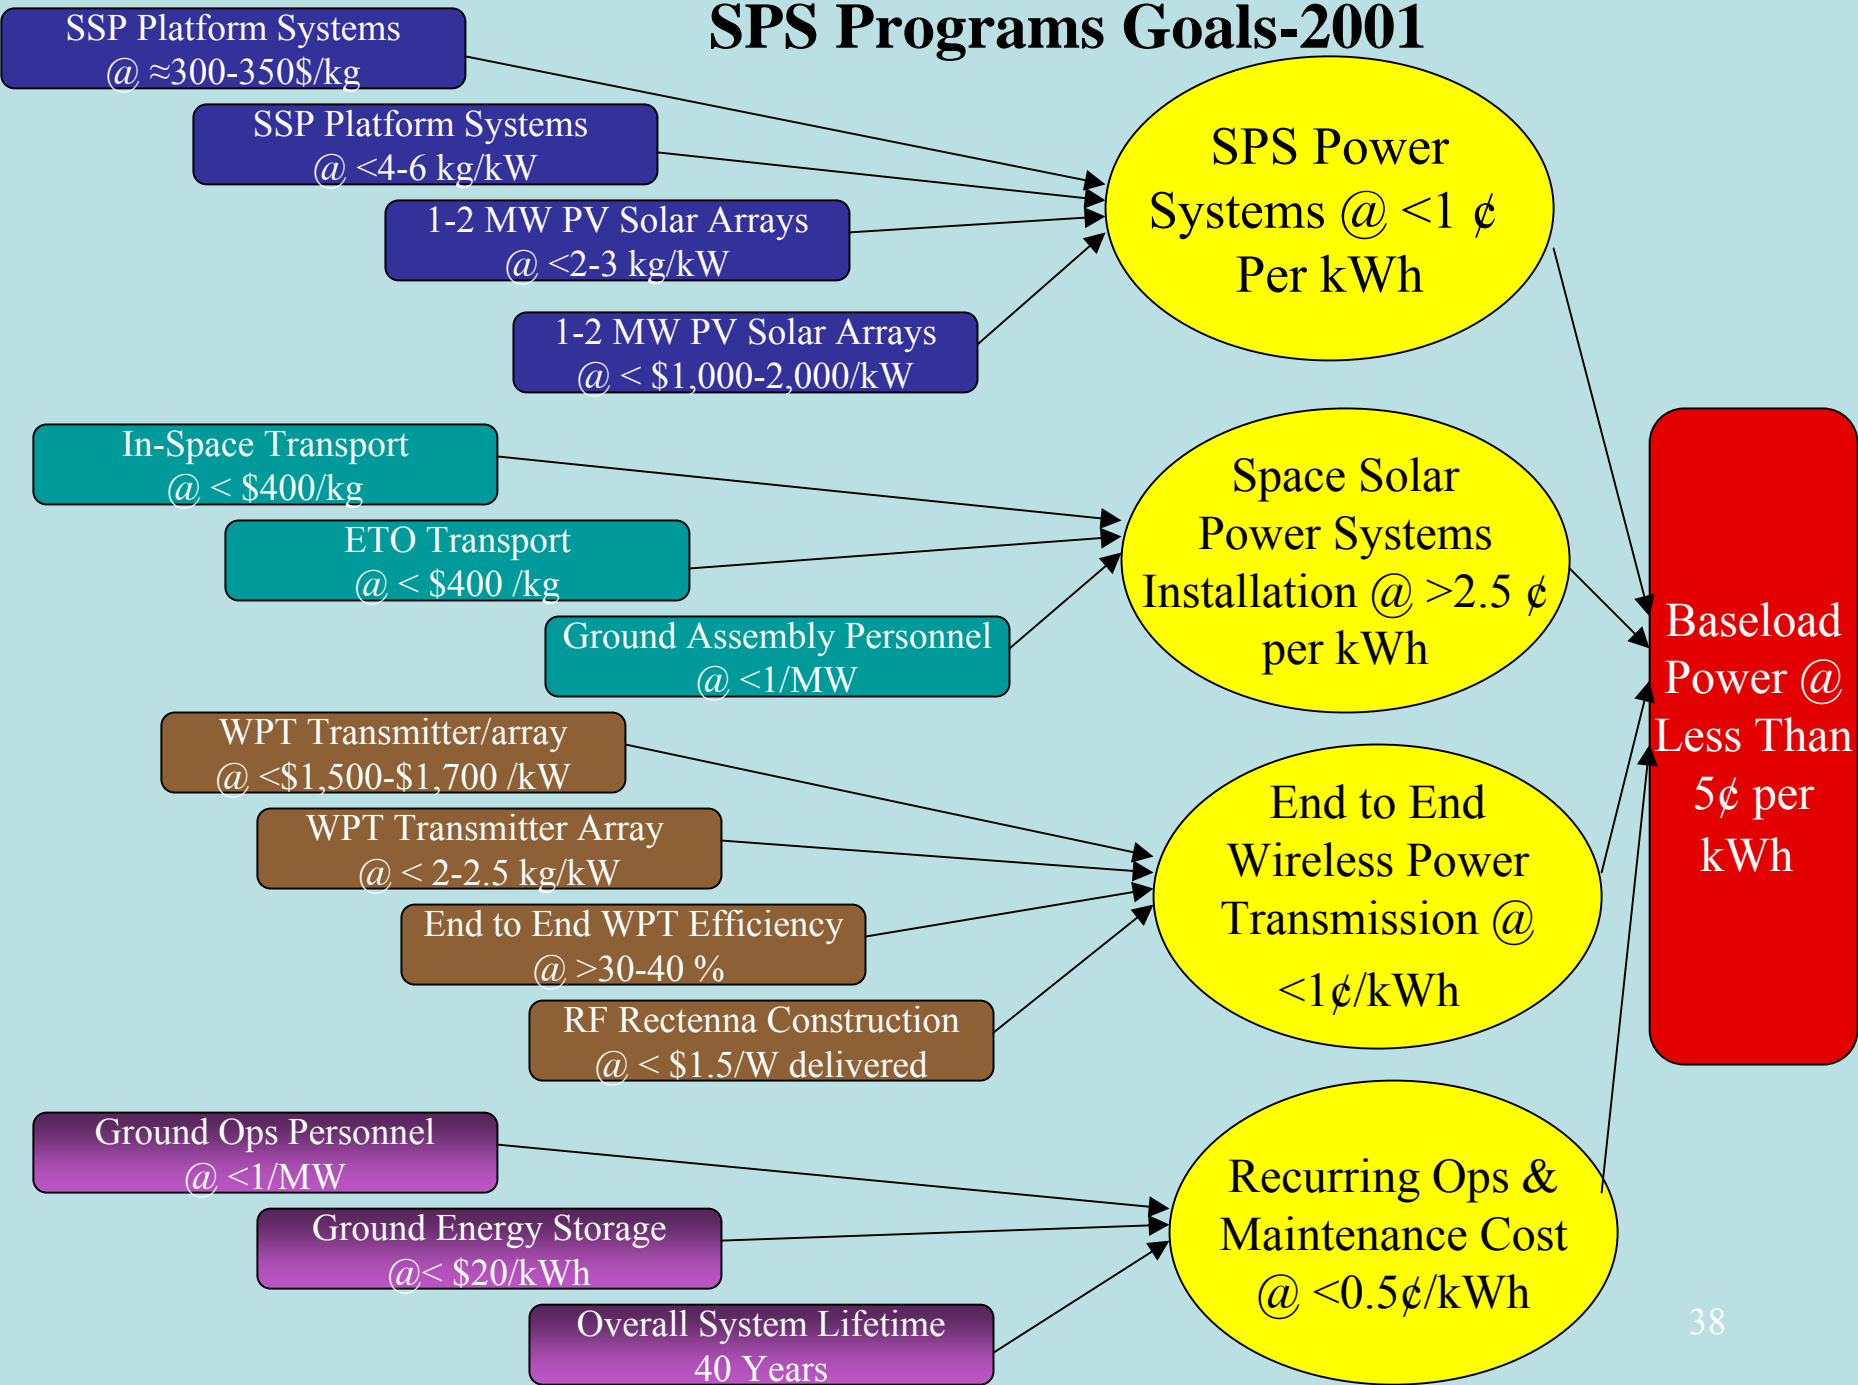 SPS Programs Goals-2001
SSP Platform Systems
@ ≈300-350$/kg
SSP Platform Systems
@ <4-6 kg/kW
1-2 MW PV Solar Arrays
@ <2-3 kg/kW
1-2 MW PV Solar Arrays
@ < $1,000-2,000/kW
SPS Power
Systems @ <1 ¢
Per kWh
In-Space Transport
@ < $400/kg
ETO Transport
@ < $400 /kg
Ground Assembly Personnel
@ <1/MW
Space Solar
Power Systems
Installation @ >2.5 ¢
per kWh
WPT Transmitter/array
@ <$1,500-$1,700 /kW
WPT Transmitter Array
@ < 2-2.5 kg/kW
End to End WPT Efficiency
@ >30-40 %
RF Rectenna Construction
@ < $1.5/W delivered
End to End
Wireless Power
Transmission @
<1¢/kWh
Ground Ops Personnel
@ <1/MW
Ground Energy Storage
@< $20/kWh
Overall System Lifetime
40 Years
Recurring Ops &
Maintenance Cost
@ <0.5¢/kWh
Baseload
Power @
Less Than
5¢ per
kWh
38